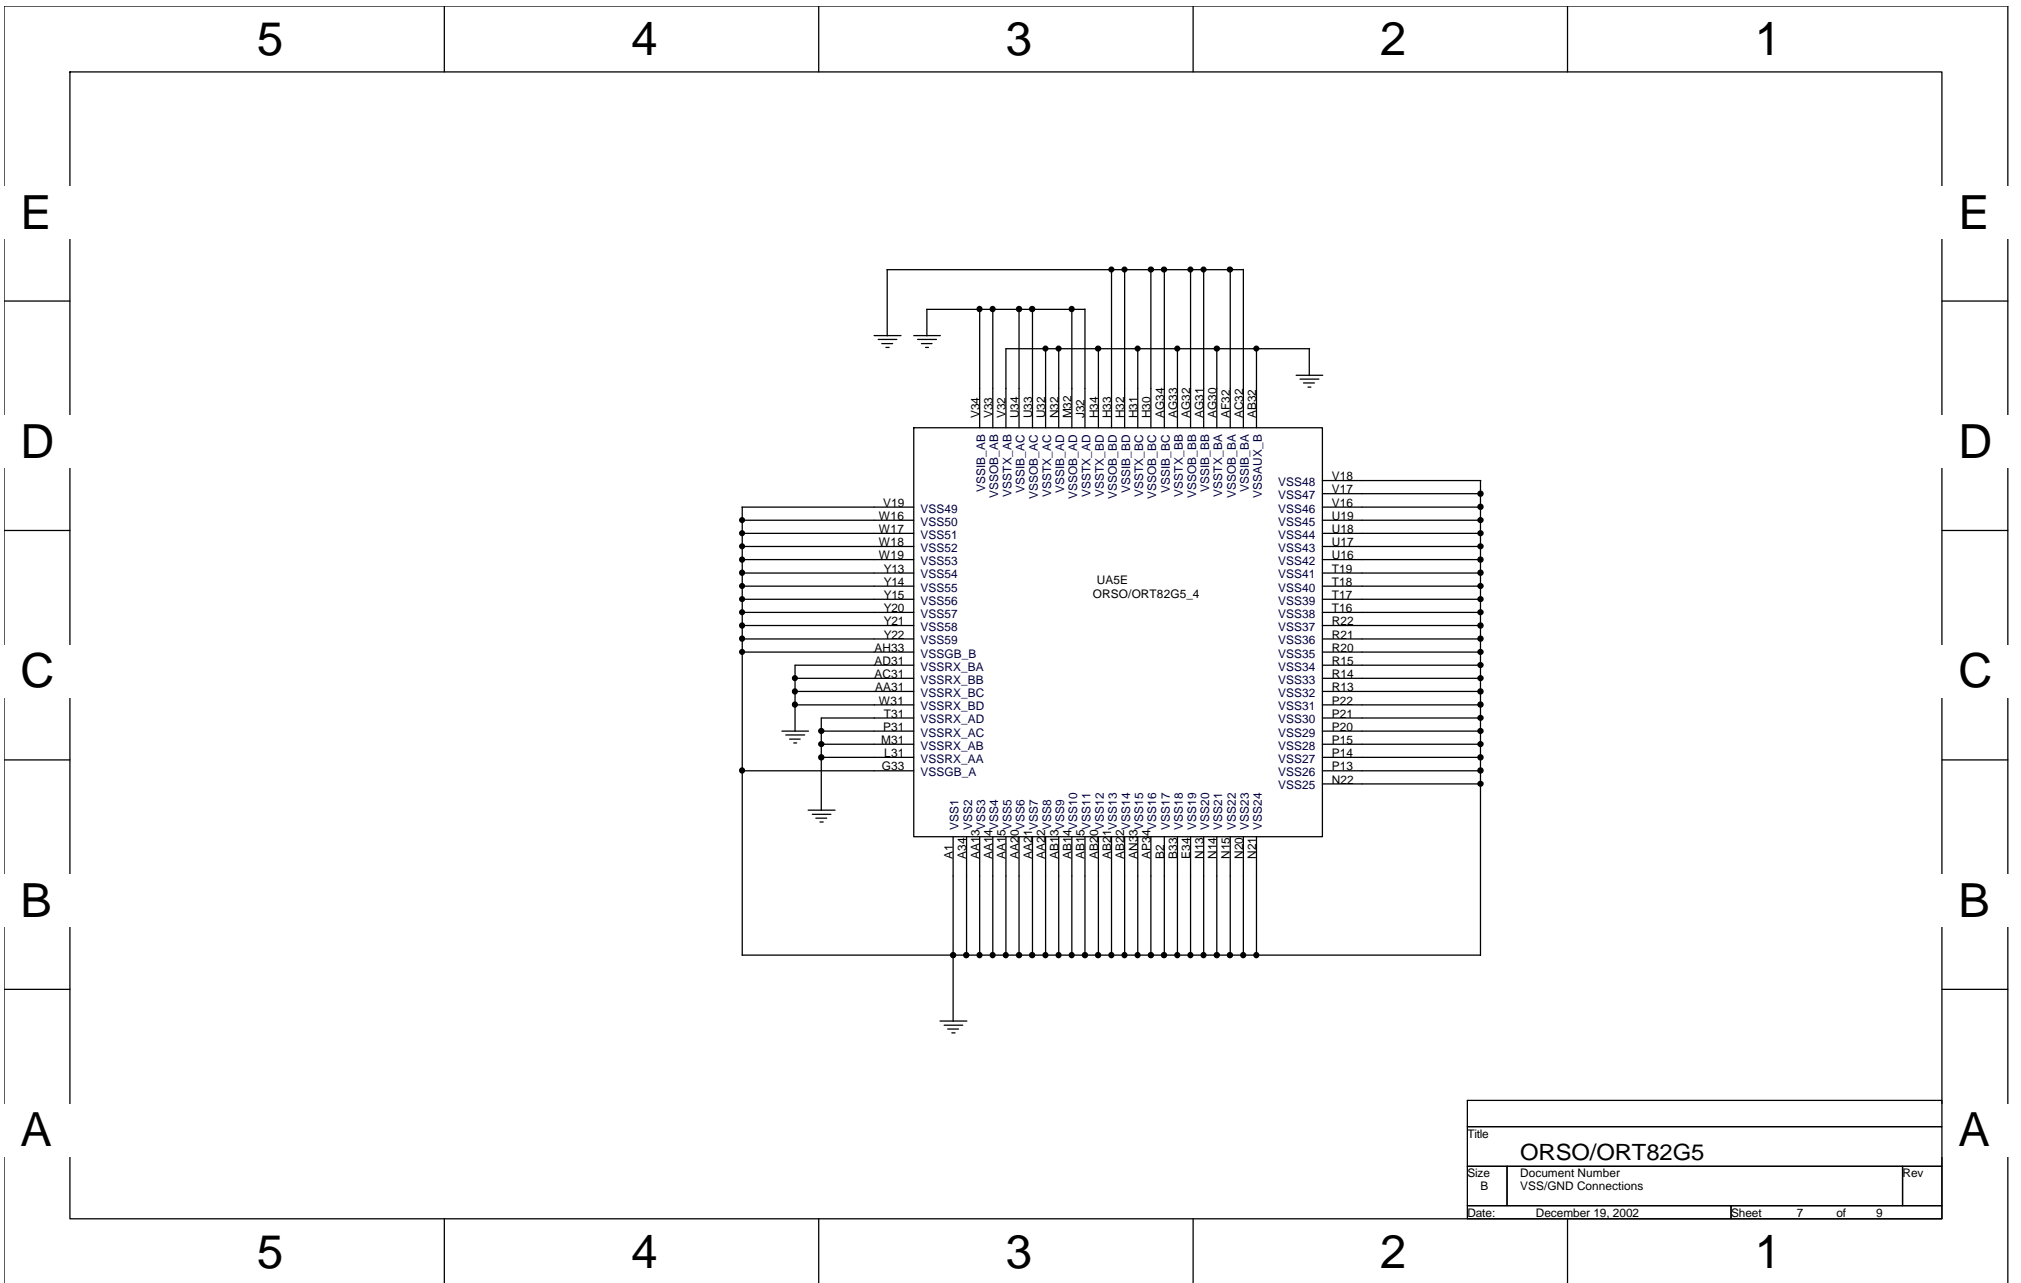 5 4 3 2 1
E E
D D
C C
B B
A A
V34 V33 V32 U34 U33 U32 N32 M32 J32 H34 H33 H32 H31 H30 AG34 AG33 AG32 AG31 AG30 AF32 AC32 AB32
VSSIB_AB VSSOB_AB VSSTX_AB VSSIB_AC VSSOB_AC VSSTX_AC VSSIB_AD VSSOB_AD VSSTX_AD VSSTX_BD VSSOB_BD VSSIB_BD VSSTX_BC VSSOB_BC VSSIB_BC VSSTX_BB VSSOB_BB VSSIB_BB VSSTX_BA VSSOB_BA VSSIB_BA VSSAUX_B
V19 VSS49
W16 VSS50
W17 VSS51
W18 VSS52
W19 VSS53
Y13 VSS54
Y14 VSS55
Y15 VSS56
Y20 VSS57
Y21 VSS58
Y22 VSS59
AH33 VSSGB_B
AD31 VSSRX_BA
AC31 VSSRX_BB
AA31 VSSRX_BC
W31 VSSRX_BD
T31 VSSRX_AD
P31 VSSRX_AC
M31 VSSRX_AB
L31 VSSRX_AA
G33 VSSGB_A
UA5E
ORSO/ORT82G5_4
VSS48 V18
VSS47 V17
VSS46 V16
VSS45 U19
VSS44 U18
VSS43 U17
VSS42 U16
VSS41 T19
VSS40 T18
VSS39 T17
VSS38 T16
VSS37 R22
VSS36 R21
VSS35 R20
VSS34 R15
VSS33 R14
VSS32 R13
VSS31 P22
VSS30 P21
VSS29 P20
VSS28 P15
VSS27 P14
VSS26 P13
VSS25 N22
VSS1 VSS2 VSS3 VSS4 VSS5 VSS6 VSS7 VSS8 VSS9 VSS10 VSS11 VSS12 VSS13 VSS14 VSS15 VSS16 VSS17 VSS18 VSS19 VSS20 VSS21 VSS22 VSS23 VSS24
A1 A34 AA13 AA14 AA15 AA20 AA21 AA22 AB13 AB14 AB15 AB20 AB21 AB22 AN33 AP34 B2 B33 E34 N13 N14 N15 N20 N21
Title
ORSO/ORT82G5
Size Document Number Rev
B VSS/GND Connections
Date: December 19, 2002 Sheet 7 of 9
5 4 3 2 1